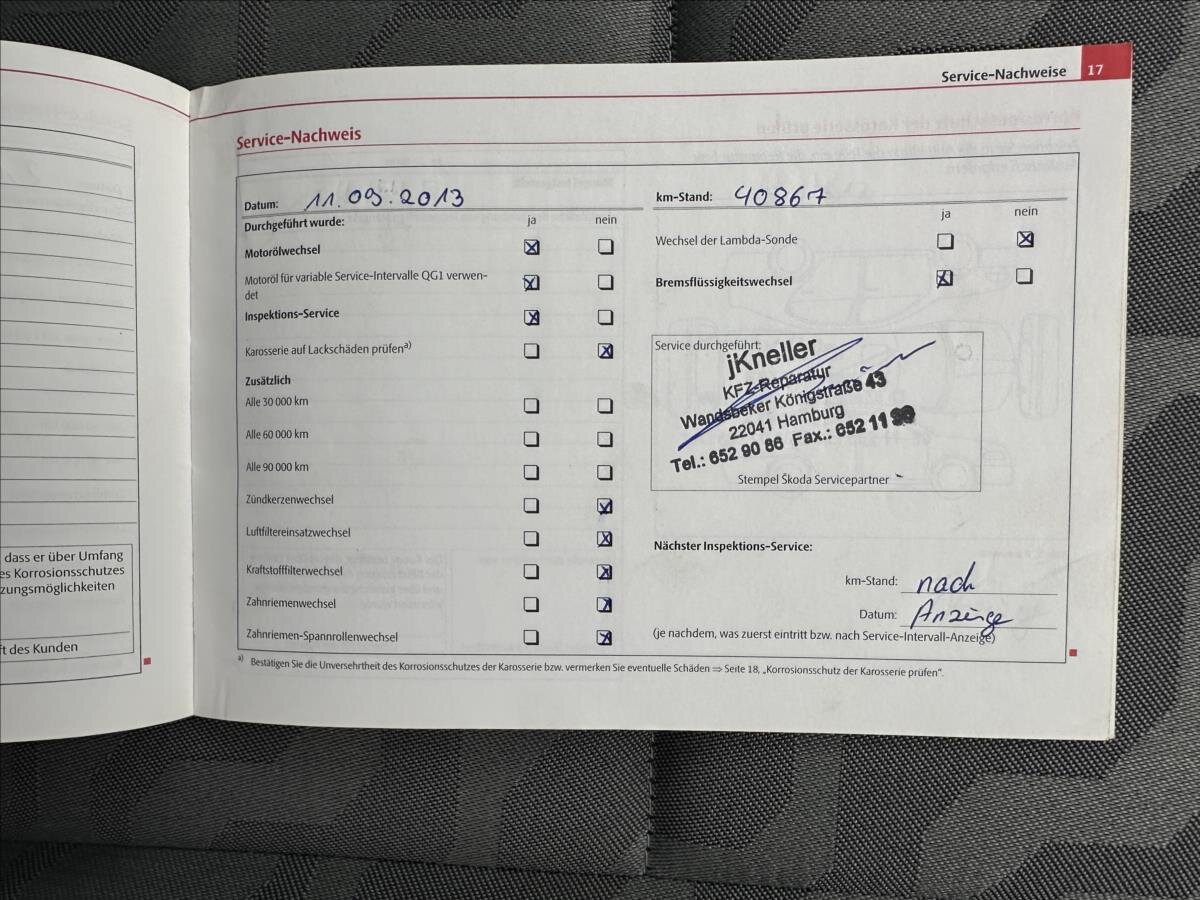 Service-Nachweise 17
Service-Nachweis
Datum: 11.09.2013
km-Stand: 40867
Durchgeführt wurde: ja nein
Motorölwechsel
Motoröl für variable Service-Intervalle QG1 verwen-
det
Inspektions-Service
Karosserie auf Lackschäden prüfen a)
Zusätzlich
Alle 30 000 km
Alle 60 000 km
Alle 90 000 km
Zündkerzenwechsel
Luftfiltereinsatzwechsel
Kraftstofffilterwechsel
Zahnriemenwechsel
Zahnriemen-Spannrollenwechsel
ja nein
Wechsel der Lambda-Sonde
Bremsflüssigkeitswechsel
Service durchgeführt:
jKneller
KFZ-Reparatur
Wandsbeker Königstraße 43
22041 Hamburg
Tel.: 652 90 86 Fax.: 652 11
Stempel Škoda Servicepartner
Nächster Inspektions-Service:
km-Stand: nach
Datum: Anzeige
(je nachdem, was zuerst eintritt bzw. nach Service-Intervall-Anzeige)
a) Bestätigen Sie die Unversehrtheit des Korrosionsschutzes der Karosserie bzw. vermerken Sie eventuelle Schäden ⇒ Seite 18, „Korrosionsschutz der Karosserie prüfen“.
dass er über Umfang
es Korrosionsschutzes
zungsmöglichkeiten
ft des Kunden